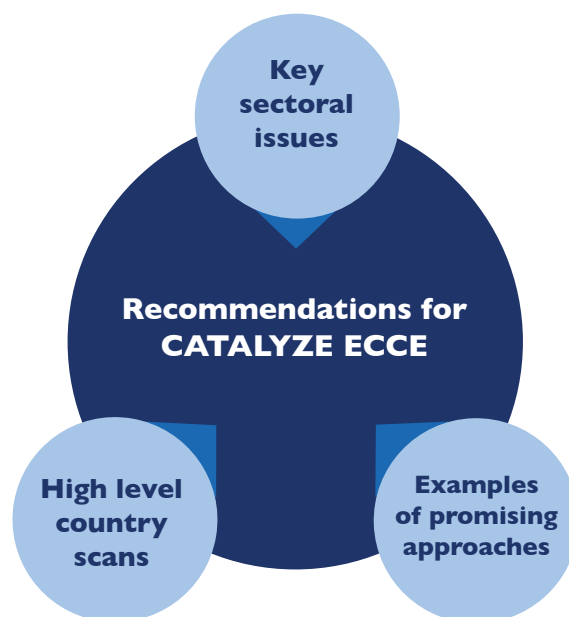 Key
sectoral
issues
Recommendations for
CATALYZE ECCE
High level
country
scans
Examples
of promising
approaches